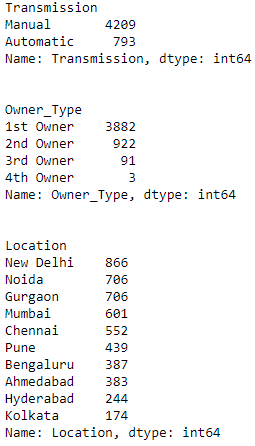 Transmission
Manual       4209
Automatic     793
Name: Transmission, dtype: int64
Owner_Type
1st Owner    3882
2nd Owner     922
3rd Owner      91
4th Owner       3
Name: Owner_Type, dtype: int64
Location
New Delhi    866
Noida        706
Gurgaon      706
Mumbai       601
Chennai      552
Pune         439
Bengaluru    387
Ahmedabad    383
Hyderabad    244
Kolkata      174
Name: Location, dtype: int64